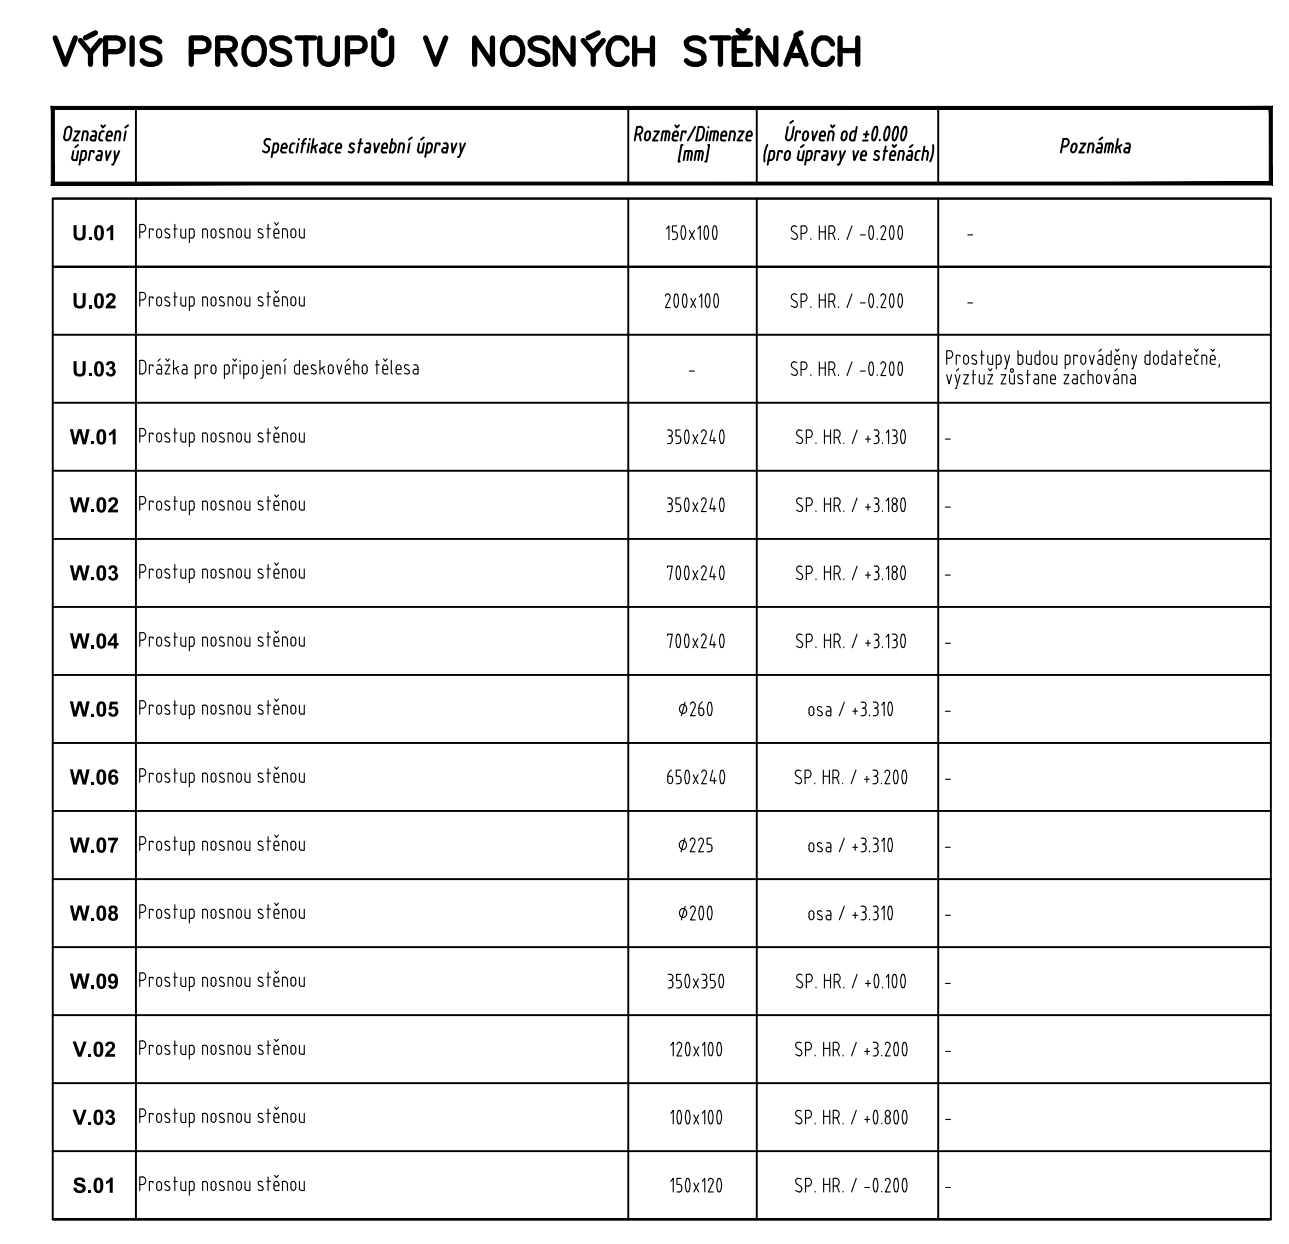 VÝPIS PROSTUPŮ V NOSNÝCH STĚNÁCH
Označení úpravy Specifikace stavební úpravy Rozměr/Dimenze [mm] Úroveň od ±0.000 (pro úpravy ve stěnách) Poznámka
U.01 Prostup nosnou stěnou 150x100 SP. HR. / -0.200 -
U.02 Prostup nosnou stěnou 200x100 SP. HR. / -0.200 -
U.03 Drážka pro připojení deskového tělesa - SP. HR. / -0.200 Prostupy budou prováděny dodatečně,
výztuž zůstane zachována
W.01 Prostup nosnou stěnou 350x240 SP. HR. / +3.130 -
W.02 Prostup nosnou stěnou 350x240 SP. HR. / +3.180 -
W.03 Prostup nosnou stěnou 700x240 SP. HR. / +3.180 -
W.04 Prostup nosnou stěnou 700x240 SP. HR. / +3.130 -
W.05 Prostup nosnou stěnou Ø260 osa / +3.310 -
W.06 Prostup nosnou stěnou 650x240 SP. HR. / +3.200 -
W.07 Prostup nosnou stěnou Ø225 osa / +3.310 -
W.08 Prostup nosnou stěnou Ø200 osa / +3.310 -
W.09 Prostup nosnou stěnou 350x350 SP. HR. / +0.100 -
V.02 Prostup nosnou stěnou 120x100 SP. HR. / +3.200 -
V.03 Prostup nosnou stěnou 100x100 SP. HR. / +0.800 -
S.01 Prostup nosnou stěnou 150x120 SP. HR. / -0.200 -